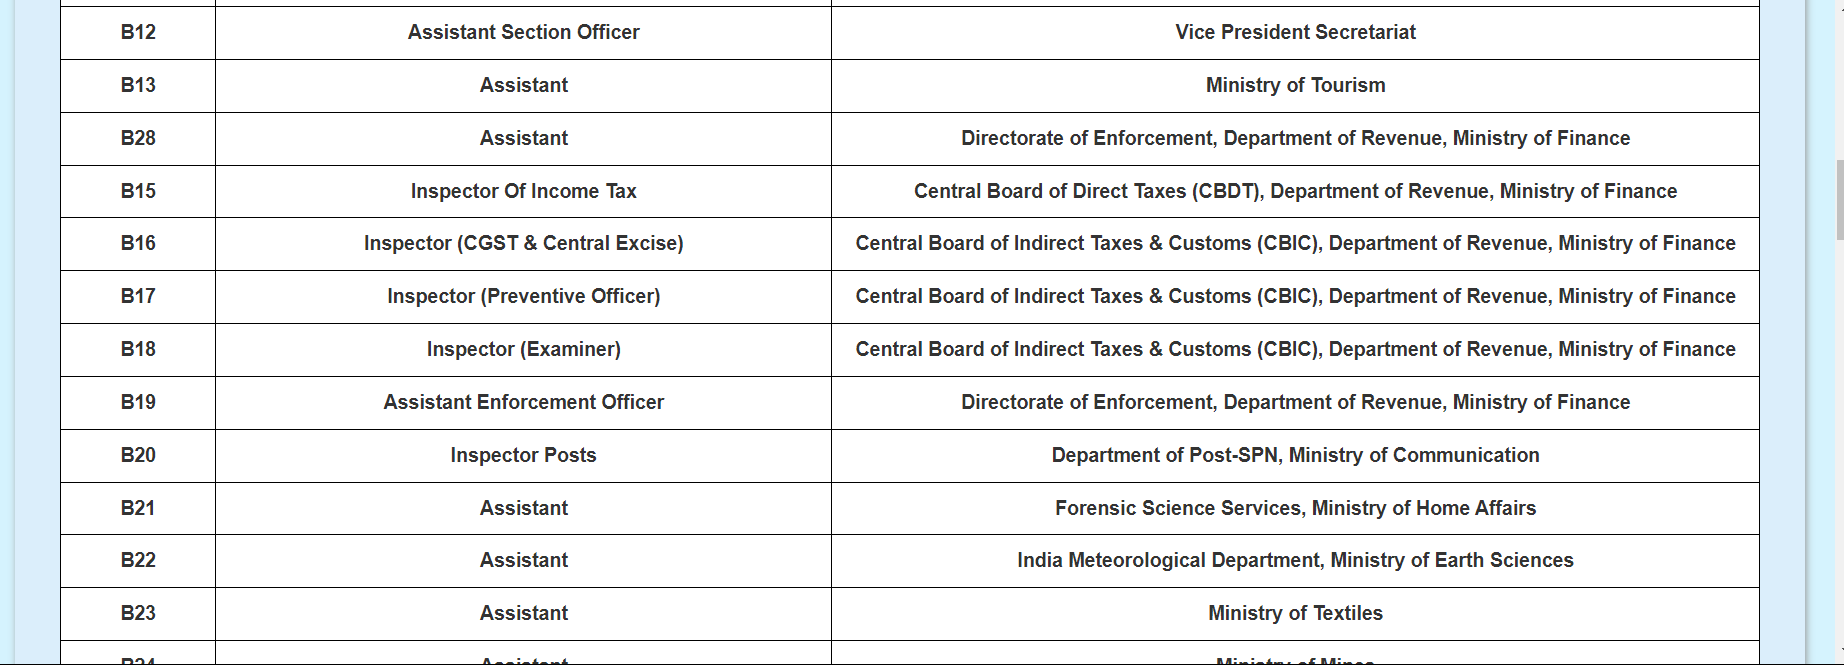 B12 Assistant Section Officer Vice President Secretariat
B13 Assistant Ministry of Tourism
B28 Assistant Directorate of Enforcement, Department of Revenue, Ministry of Finance
B15 Inspector Of Income Tax Central Board of Direct Taxes (CBDT), Department of Revenue, Ministry of Finance
B16 Inspector (CGST & Central Excise) Central Board of Indirect Taxes & Customs (CBIC), Department of Revenue, Ministry of Finance
B17 Inspector (Preventive Officer) Central Board of Indirect Taxes & Customs (CBIC), Department of Revenue, Ministry of Finance
B18 Inspector (Examiner) Central Board of Indirect Taxes & Customs (CBIC), Department of Revenue, Ministry of Finance
B19 Assistant Enforcement Officer Directorate of Enforcement, Department of Revenue, Ministry of Finance
B20 Inspector Posts Department of Post-SPN, Ministry of Communication
B21 Assistant Forensic Science Services, Ministry of Home Affairs
B22 Assistant India Meteorological Department, Ministry of Earth Sciences
B23 Assistant Ministry of Textiles
B24 Assistant Ministry of Mines